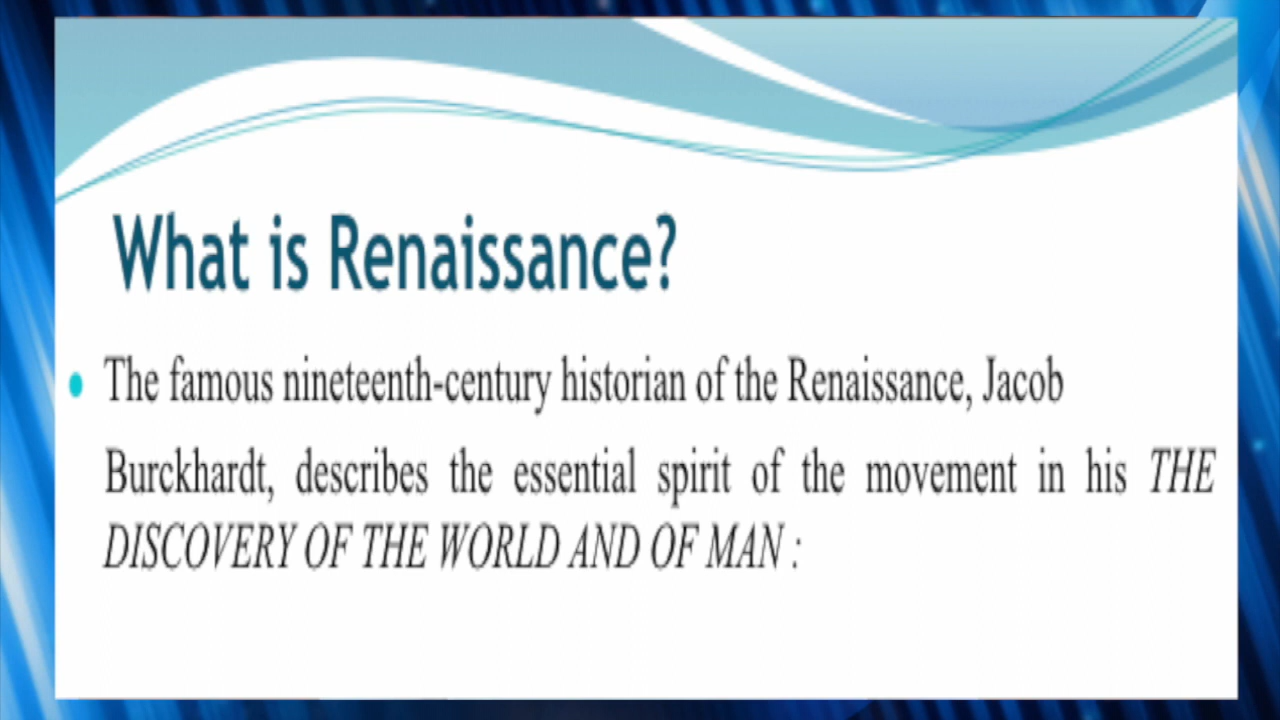 What is Renaissance?
The famous nineteenth-century historian of the Renaissance, Jacob
Burckhardt, describes the essential spirit of the movement in his THE
DISCOVERY OF THE WORLD AND OF MAN :